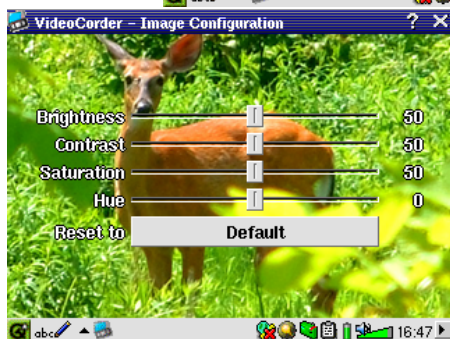 VideoCorder – Image Configuration ? ×
Brightness 50
Contrast 50
Saturation 50
Hue 0
Reset to Default
abc 16:47